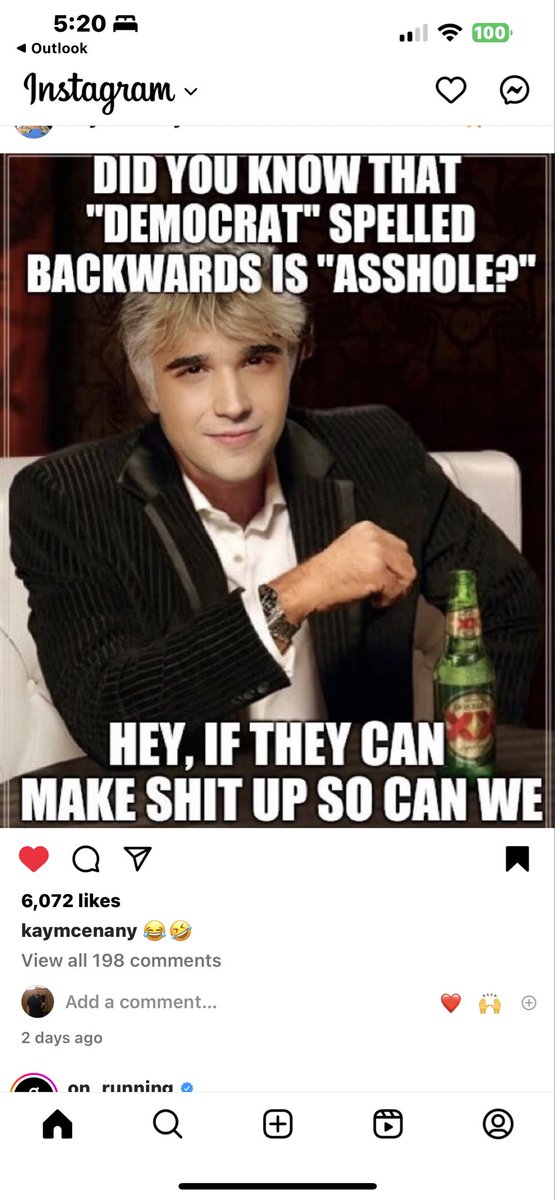 5:20
100
◀ Outlook
Instagram
DID YOU KNOW THAT
"DEMOCRAT" SPELLED
BACKWARDS IS "ASSHOLE?"
XX
XX
HEY, IF THEY CAN
MAKE SHIT UP SO CAN WE
6,072 likes
kaymcenany 😂🤣
View all 198 comments
Add a comment...
2 days ago
on_running